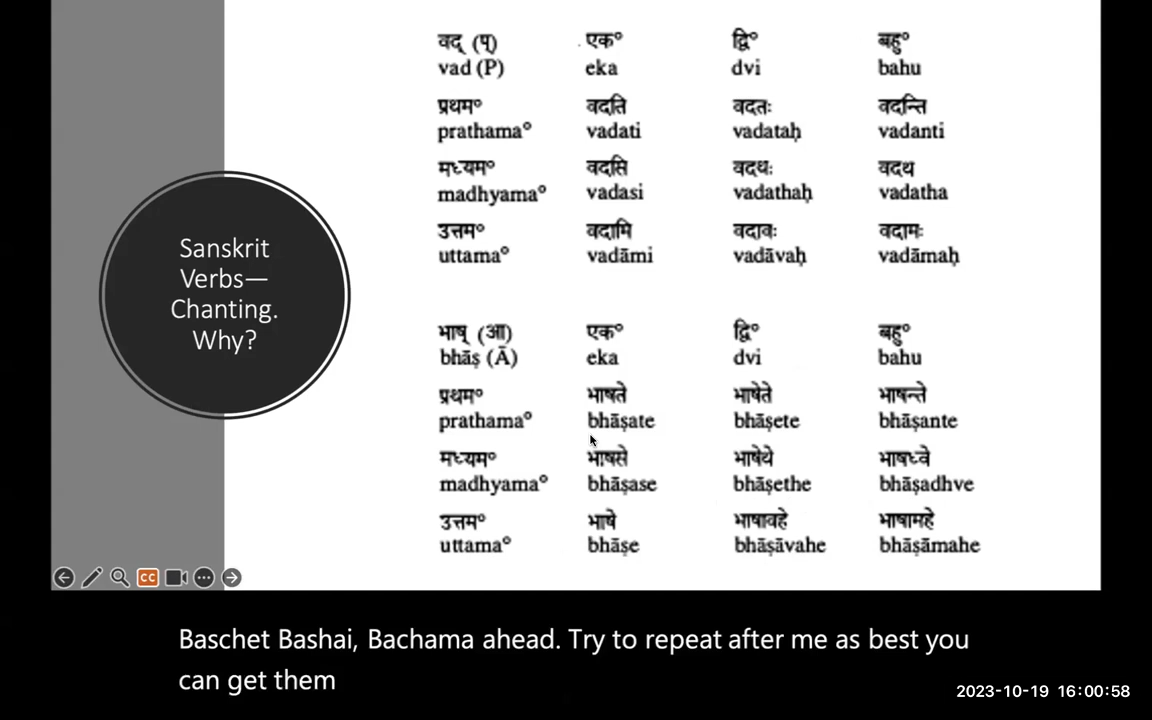 Sanskrit
Verbs—
Chanting.
Why?
वद् (प्) एक° द्वि° बहु°
vad (P) eka dvi bahu
प्रथम° वदति वदतः वदन्ति
prathama° vadati vadataḥ vadanti
मध्यम° वदसि वदथः वदथ
madhyama° vadasi vadathaḥ vadatha
उत्तम° वदामि वदावः वदामः
uttama° vadāmi vadāvaḥ vadāmaḥ
भाष् (आ) एक° द्वि° बहु°
bhāṣ (Ā) eka dvi bahu
प्रथम° भाषते भाषेते भाषन्ते
prathama° bhāṣate bhāṣete bhāṣante
मध्यम° भाषसे भाषेथे भाषध्वे
madhyama° bhāṣase bhāṣethe bhāṣadhve
उत्तम° भाषे भाषावहे भाषामहे
uttama° bhāṣe bhāṣāvahe bhāṣāmahe
CC
Baschet Bashai, Bachama ahead. Try to repeat after me as best you
can get them
2023-10-19 16:00:58